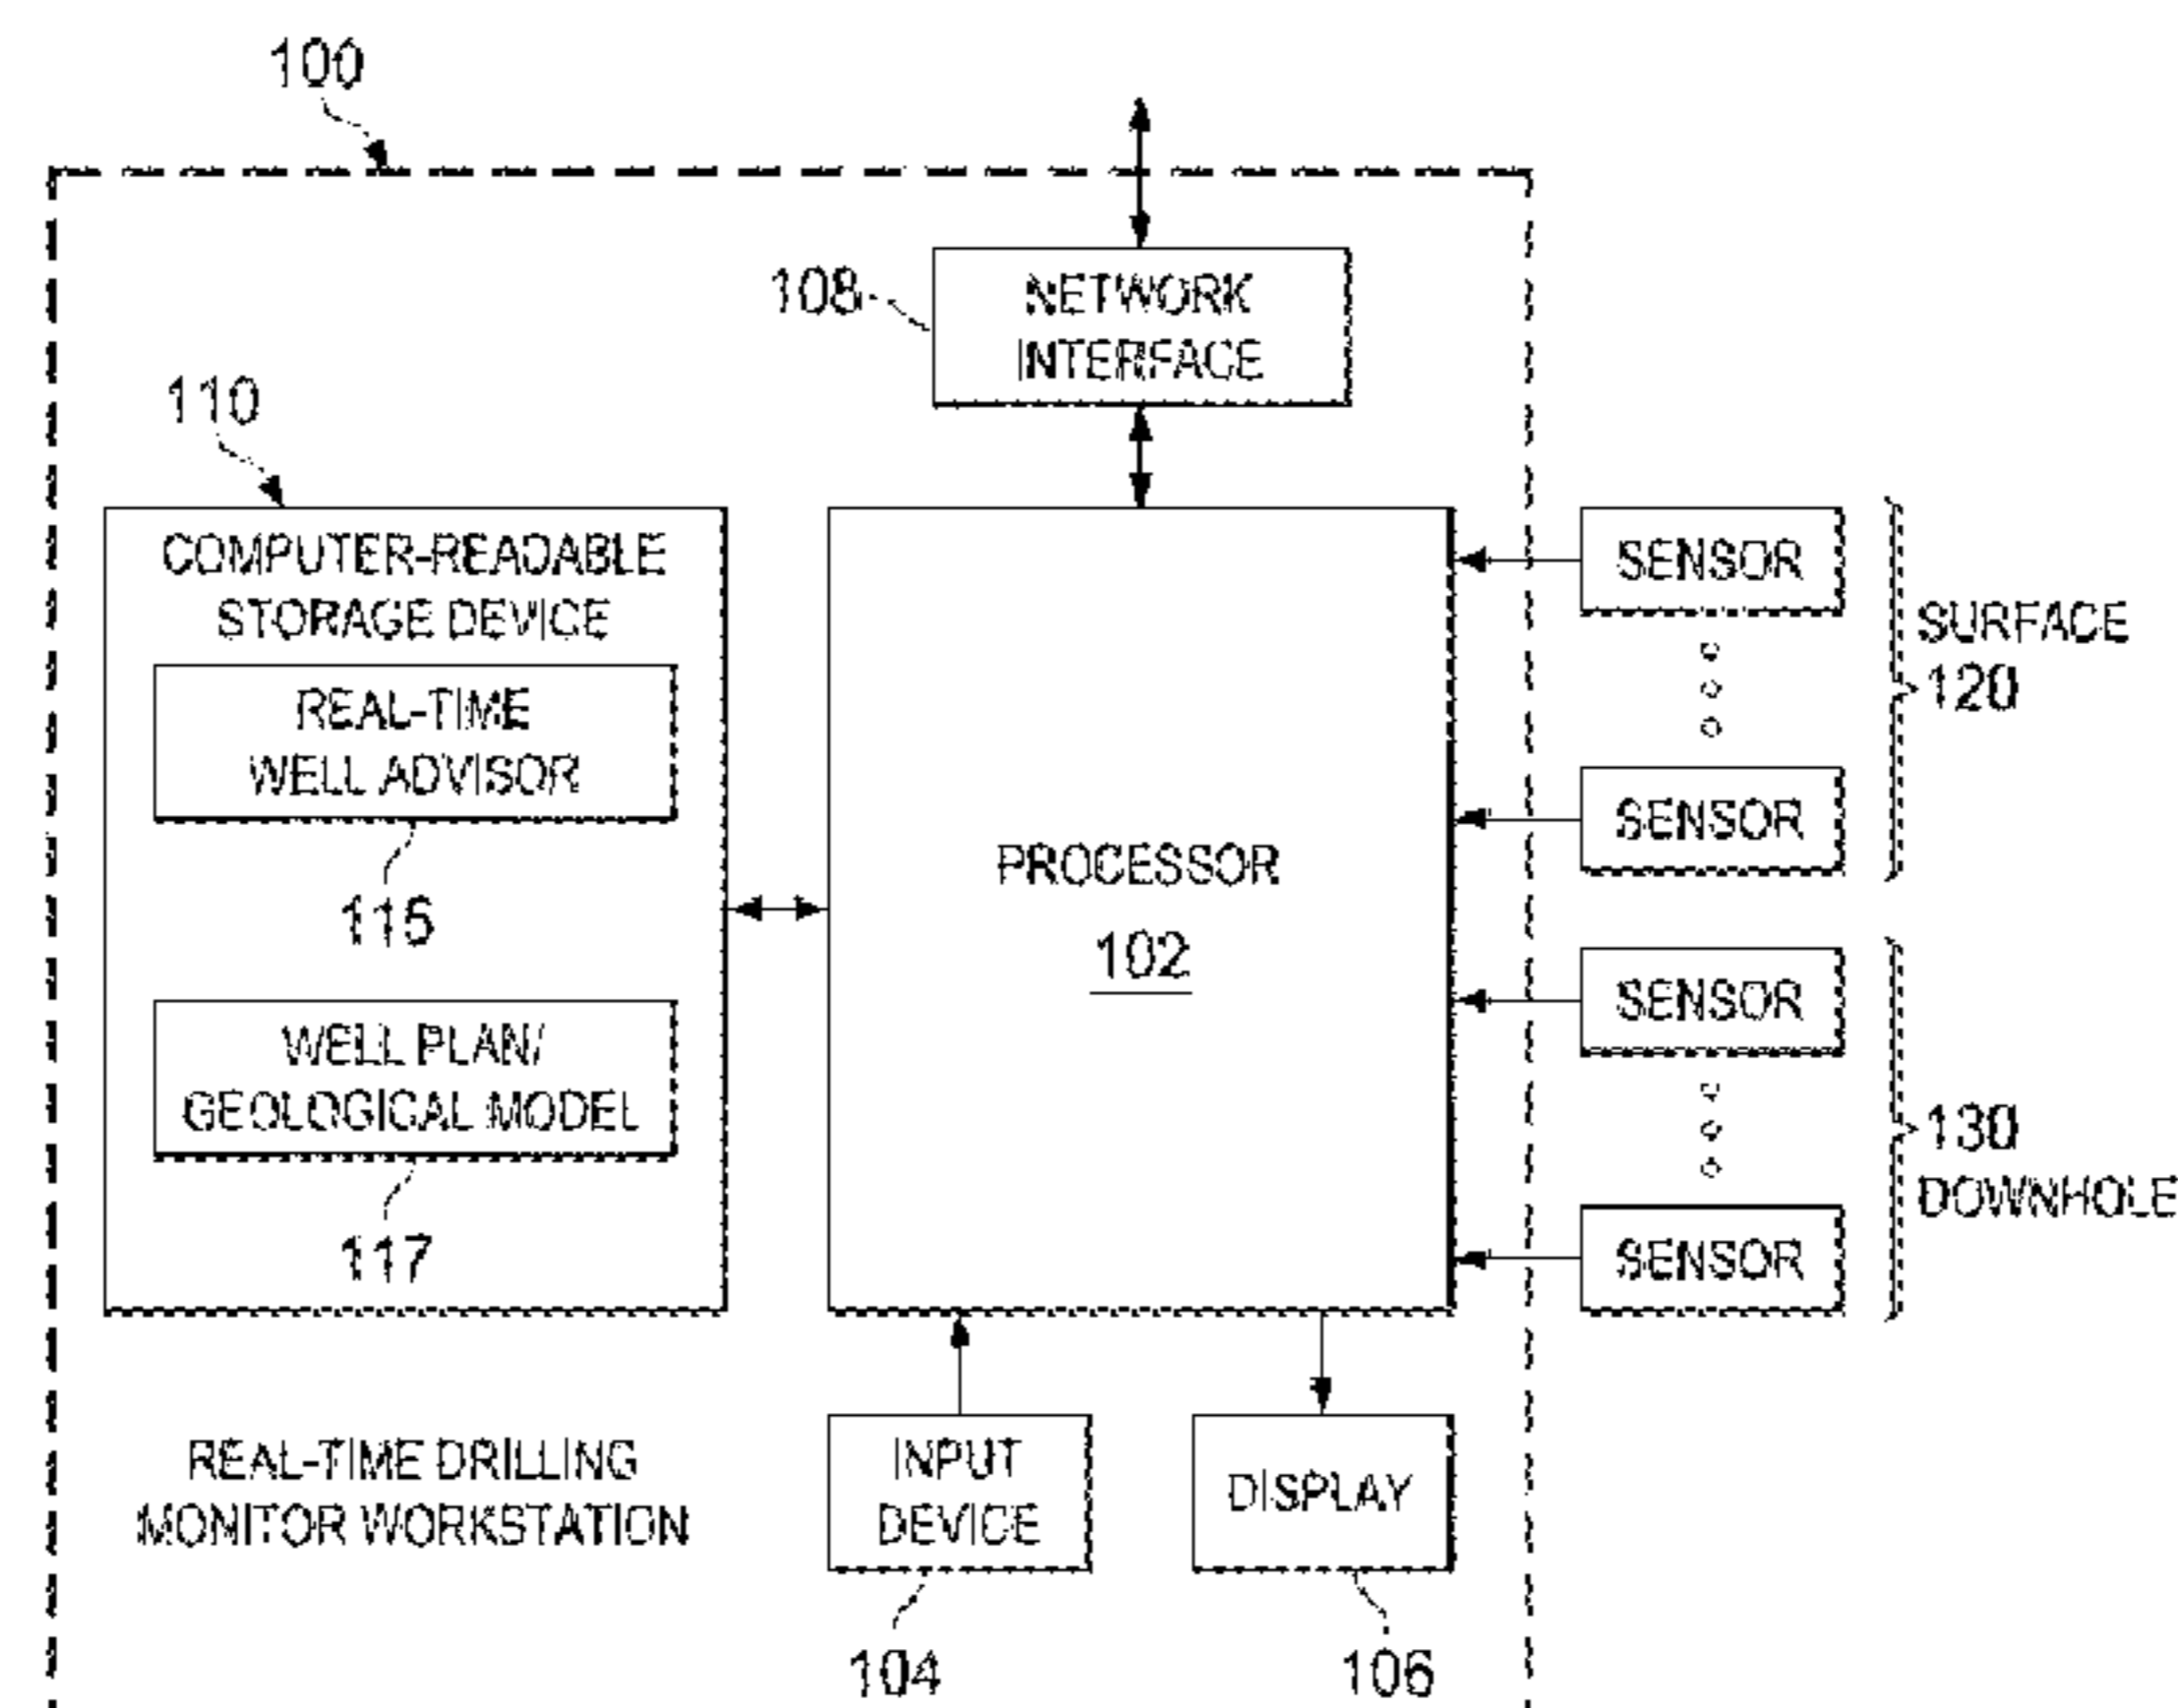 100
108
NETWORK
INTERFACE
110
COMPUTER-READABLE
STORAGE DEVICE
REAL-TIME
WELL ADVISOR
115
WELL PLAN/
GEOLOGICAL MODEL
117
PROCESSOR
102
SENSOR
SENSOR
SURFACE
120
SENSOR
SENSOR
130
DOWNHOLE
REAL-TIME DRILLING
MONITOR WORKSTATION
INPUT
DEVICE
104
DISPLAY
106